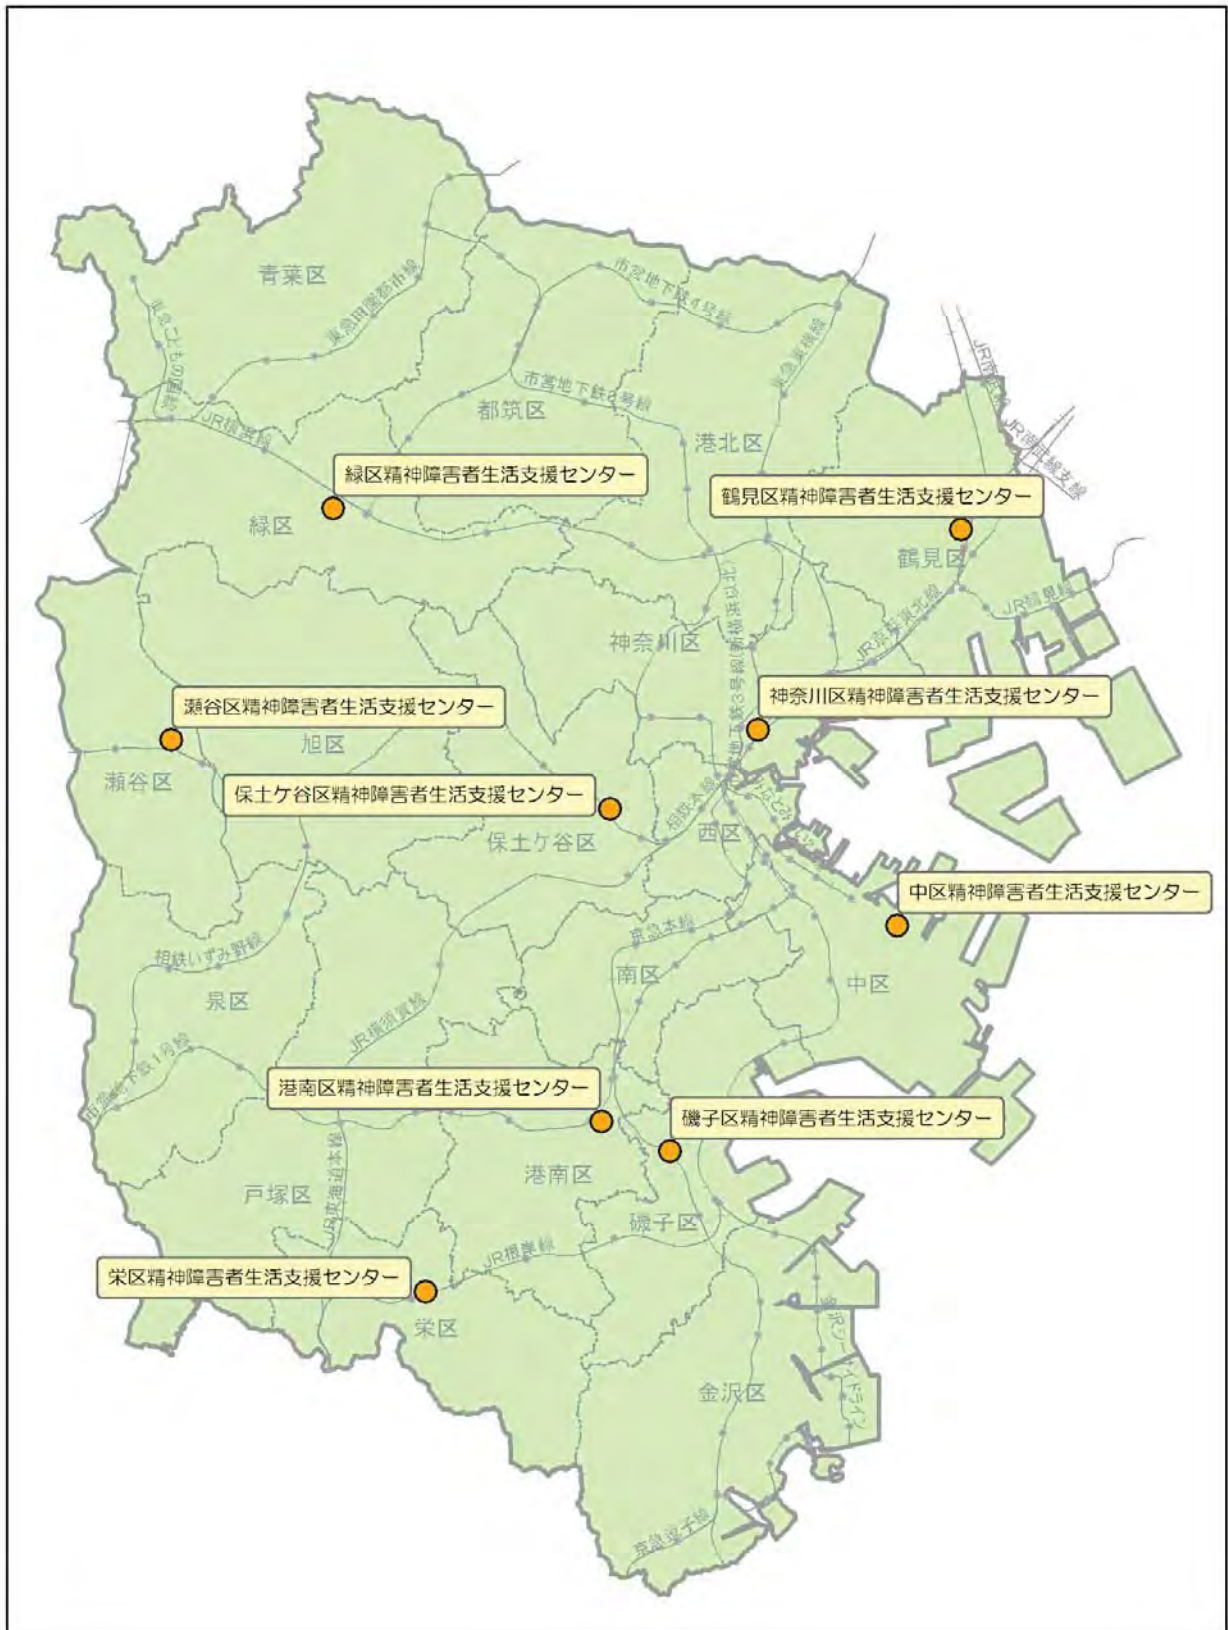 青葉区
東急田園都市線
市営地下鉄4号線
東急東横線
JR横浜線
都筑区
港北区
緑区精神障害者生活支援センター
鶴見区精神障害者生活支援センター
緑区
鶴見区
JR南武線支線
JR京浜東北線
JR鶴見線
神奈川区
瀬谷区精神障害者生活支援センター
神奈川区精神障害者生活支援センター
旭区
瀬谷区
保土ケ谷区精神障害者生活支援センター
相鉄本線
保土ケ谷区
西区
中区精神障害者生活支援センター
京急本線
相鉄いずみ野線
南区
中区
泉区
JR横須賀線
市営地下鉄1号線
港南区精神障害者生活支援センター
磯子区精神障害者生活支援センター
港南区
戸塚区
JR東海道本線
磯子区
JR根岸線
栄区精神障害者生活支援センター
栄区
金沢区
京急逗子線